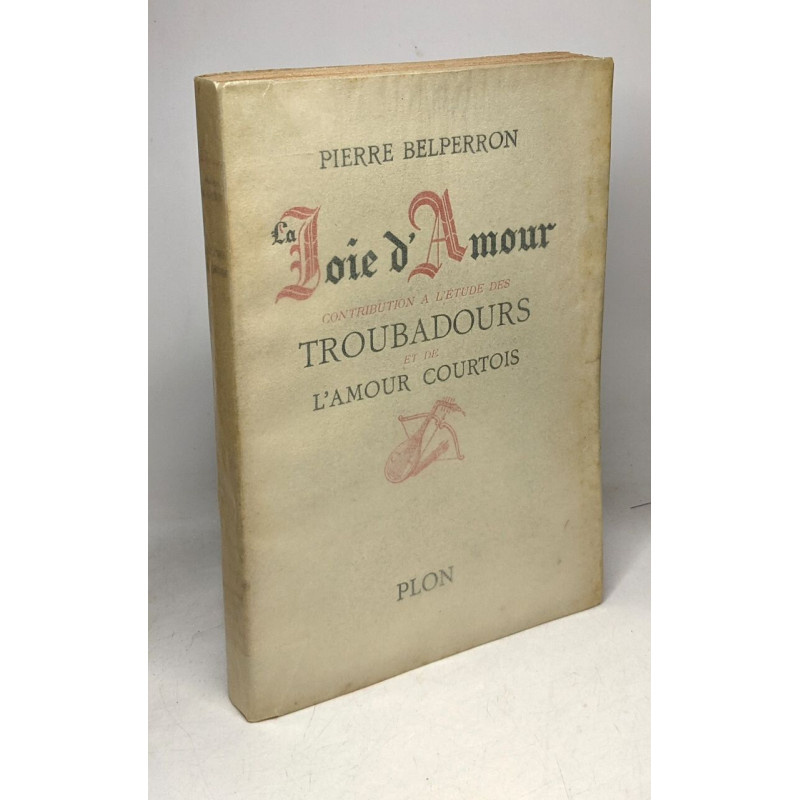 PIERRE BELPERRON
La Joie d'Amour
CONTRIBUTION A L'ÉTUDE DES
TROUBADOURS
ET DE
L'AMOUR COURTOIS
PLON